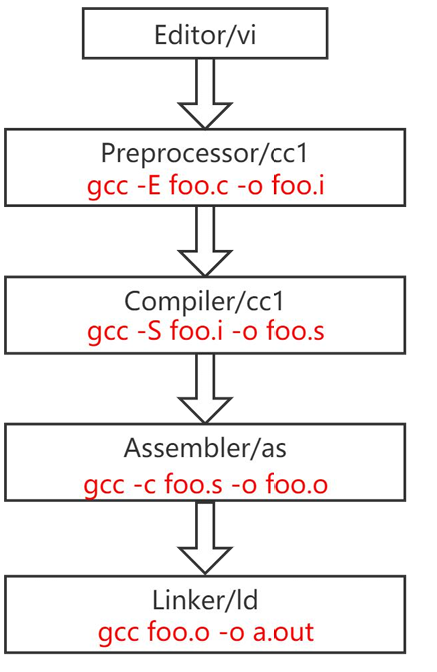 Editor/vi
Preprocessor/cc1
gcc -E foo.c -o foo.i
Compiler/cc1
gcc -S foo.i -o foo.s
Assembler/as
gcc -c foo.s -o foo.o
Linker/ld
gcc foo.o -o a.out